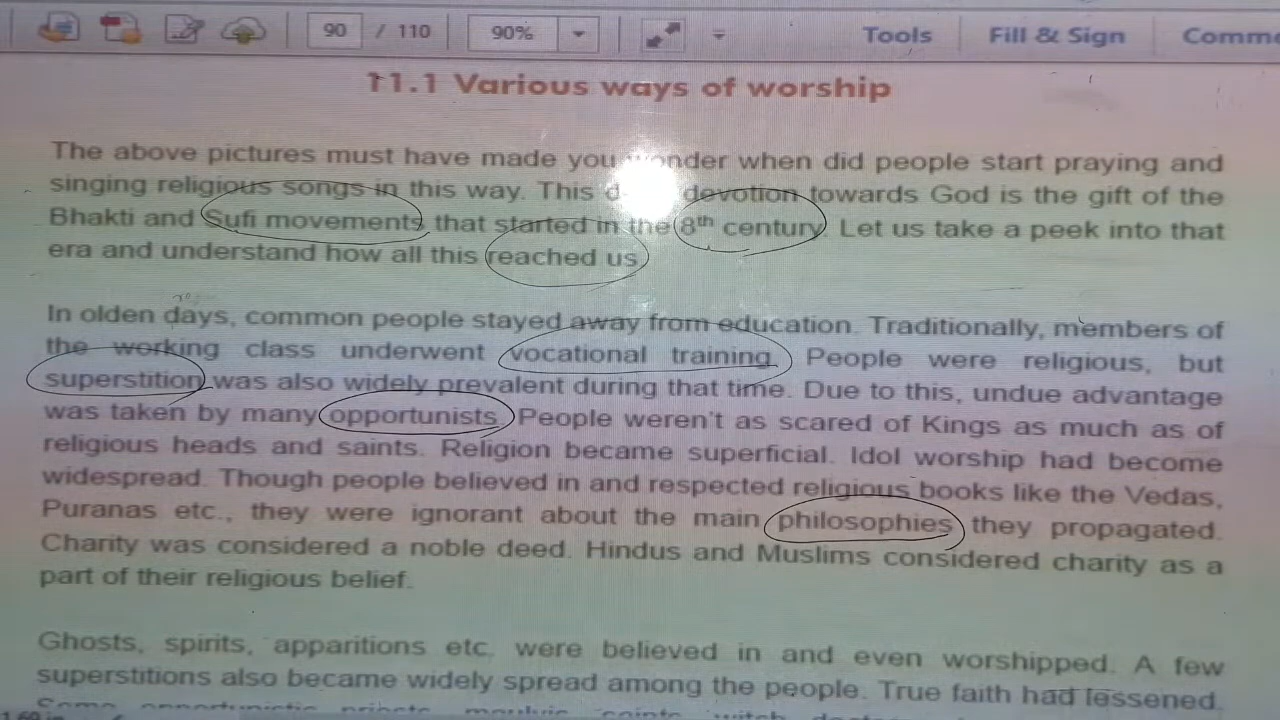 90 / 110 90% Tools Fill & Sign
11.1 Various ways of worship
The above pictures must have made you wonder when did people start praying and
singing religious songs in this way. This devotion towards God is the gift of the
Bhakti and Sufi movements that started in the 8th century. Let us take a peek into that
era and understand how all this reached us
In olden days, common people stayed away from education. Traditionally, members of
the working class underwent vocational training. People were religious, but
superstition was also widely prevalent during that time. Due to this, undue advantage
was taken by many opportunists. People weren't as scared of Kings as much as of
religious heads and saints. Religion became superficial. Idol worship had become
widespread. Though people believed in and respected religious books like the Vedas,
Puranas etc., they were ignorant about the main philosophies they propagated.
Charity was considered a noble deed. Hindus and Muslims considered charity as a
part of their religious belief.
Ghosts, spirits, apparitions etc. were believed in and even worshipped. A few
superstitions also became widely spread among the people. True faith had lessened.